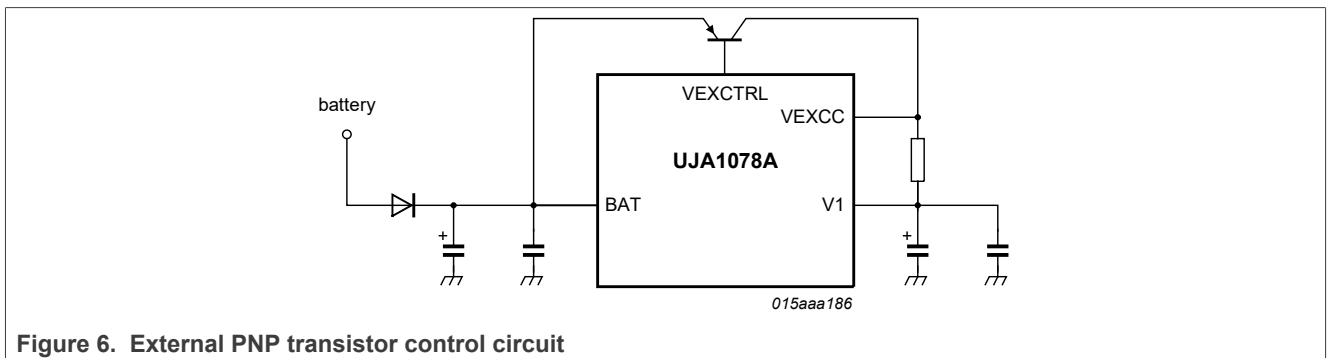 battery
VEXCTRL
VEXCC
UJA1078A
BAT
V1
+
+
015aaa186
Figure 6. External PNP transistor control circuit